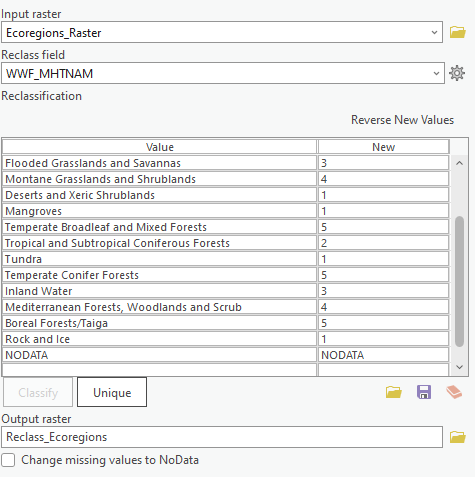 Input raster
Ecoregions_Raster
Reclass field
WWF_MHTNAM
Reclassification
Reverse New Values
Value New
Flooded Grasslands and Savannas 3
Montane Grasslands and Shrublands 4
Deserts and Xeric Shrublands 1
Mangroves 1
Temperate Broadleaf and Mixed Forests 5
Tropical and Subtropical Coniferous Forests 2
Tundra 1
Temperate Conifer Forests 5
Inland Water 3
Mediterranean Forests, Woodlands and Scrub 4
Boreal Forests/Taiga 5
Rock and Ice 1
NODATA NODATA
Classify Unique
Output raster
Reclass_Ecoregions
Change missing values to NoData